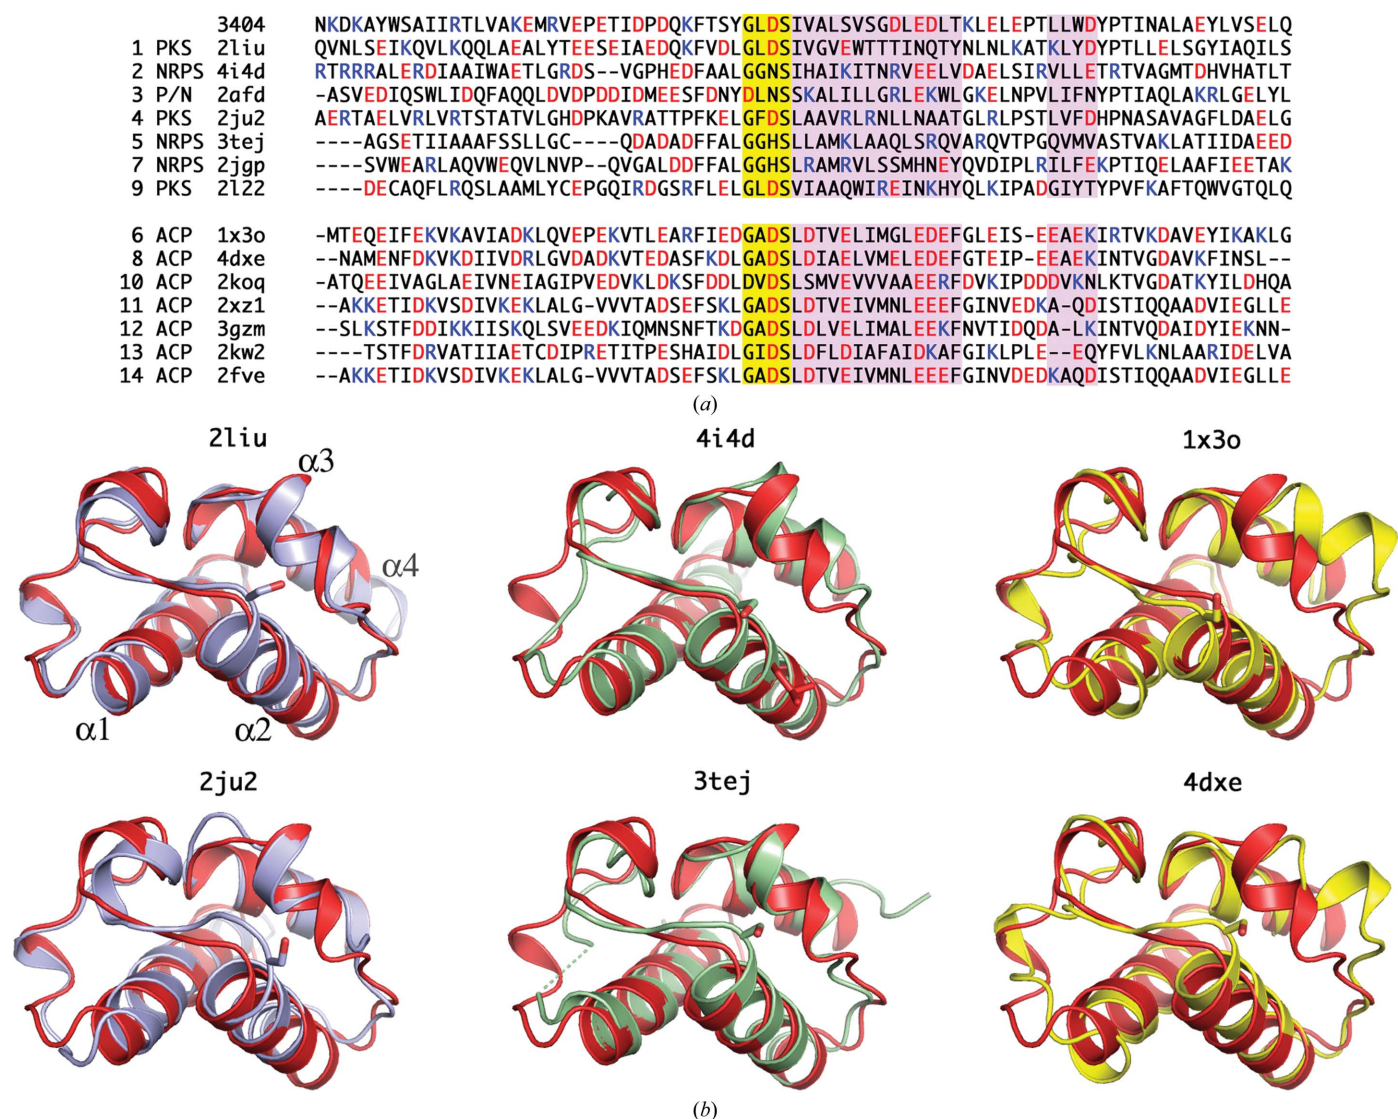 3404 NKDKAYWSAIIRTLVAKEMRVEPETIDPDQKFTSYGLDSIVALSVSGDLEDLTKLELEPTLLWDYPTINALAEYLVSELQ
1 PKS 2liu QVNLSEIKQVLKQQLAEALYTEESEIAEDQKFVDLGLDSIVGVEWTTTINQTYNLNLKATKLYDYPTLLELSGYIAQILS
2 NRPS 4i4d RTRRRALERDIAAIWAETLGRDS--VGPHEDFAALGGNSIHAIKITNRVEELVDAELSIRVLLETRTVAGMTDHVHATLT
3 P/N 2afd -ASVEDIQSWLIDQFAQQLDVDPDDIDMEESFDNYDLNSSKALILLGRLEKWLGKELNPVLIFNYPTIAQLAKRLGELYL
4 PKS 2ju2 AERTAELVRLVRTSTATVLGHDPKAVRATTPFKELGFDSLAAVRLRNLLNAATGLRLPSTLVFDHPNASAVAGFLDAELG
5 NRPS 3tej ----AGSETIIAAAFSSLLGC---QDADADFFALGGHSLLAMKLAAQLSRQVARQVTPGQVMVASTVAKLATIIDAEED
7 NRPS 2jgp ----SVWEARLAQVWEQVLNVP--QVGALDDFFALGGHSLRAMRVLSSMHNEYQVDIPLRILFEKPTIQELAAFIEETAK
9 PKS 2l22 ----DECAQFLRQSLAAMLYCEPGQIRDGSRFLELGLDSVIAAQWIREINKHYQLKIPADGIYTYPVFKAFTQWVGTQLQ
6 ACP 1x3o -MTEQEIFEKVKAVIADKLQVEPEKVTLEARFIEDGADSLDTVELIMGLEDEFGLEIS-EEAEKIRTVKDAVEYIKAKLG
8 ACP 4dxe --NAMENFDKVKDIIVDRLGVDADKVTEDASFKDLGADSLDIAELVMELEDEFGTEIP-EEAEKINTVGDAVKFINSL--
10 ACP 2koq -ATQEEIVAGLAEIVNEIAGIPVEDVKLDKSFDDLDVDSLSMVEVVVAAEERFDVKIPDDDVKNLKTVGDATKYILDHQA
11 ACP 2xz1 --AKKETIDKVSDIVKEKLALG-VVVTADSEFSKLGADSLDTVEIVMNLEEEFGINVEDKA-QDISTIQQAADVIEGLLE
12 ACP 3gzm --SLKSTFDDIKKIISKQLSVEEDKIQMNSNFTKDGADSLDLVELIMALEEKFNVTIDQDA-LKINTVQDAIDYIEKNN-
13 ACP 2kw2 ----TSTFDRVATIIAETCDIPRETITPESHAIDLGIDSLDFLDIAFAIDKAFGIKLPLE--EQYFVLKNLAARIDELVA
14 ACP 2fve --AKKETIDKVSDIVKEKLALG-VVVTADSEFSKLGADSLDTVEIVMNLEEEFGINVDEDKAQDISTIQQAADVIEGLLE
(a)
2liu 4i4d 1x3o
α3
α4
α1 α2
2ju2 3tej 4dxe
(b)